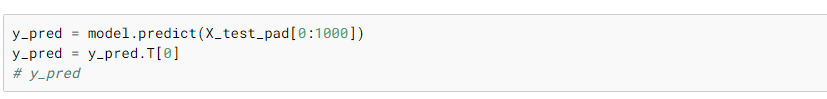 y_pred = model.predict(X_test_pad[0:1000])
y_pred = y_pred.T[0]
# y_pred